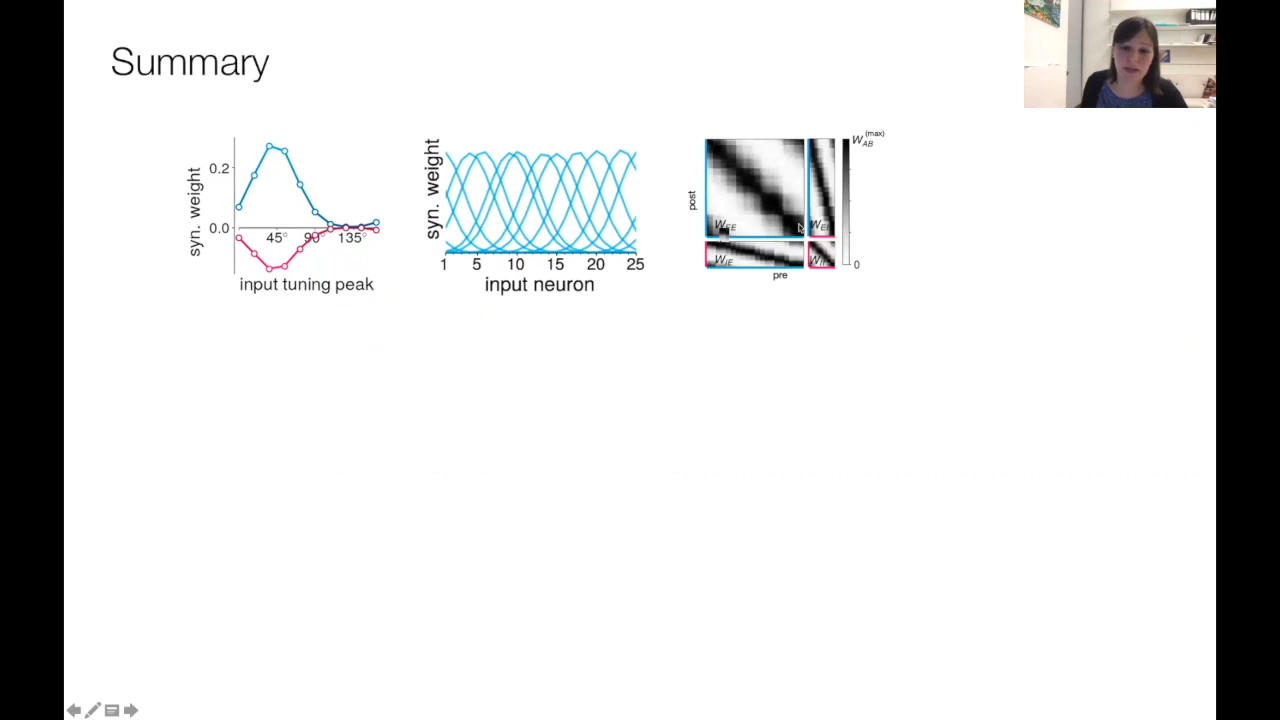 Summary
syn. weight
0.2
0.0
45° 90° 135°
input tuning peak
syn. weight
1 5 10 15 20 25
input neuron
post
W_EE
W_EI
W_IE
W_II
pre
W_AB^(max)
0